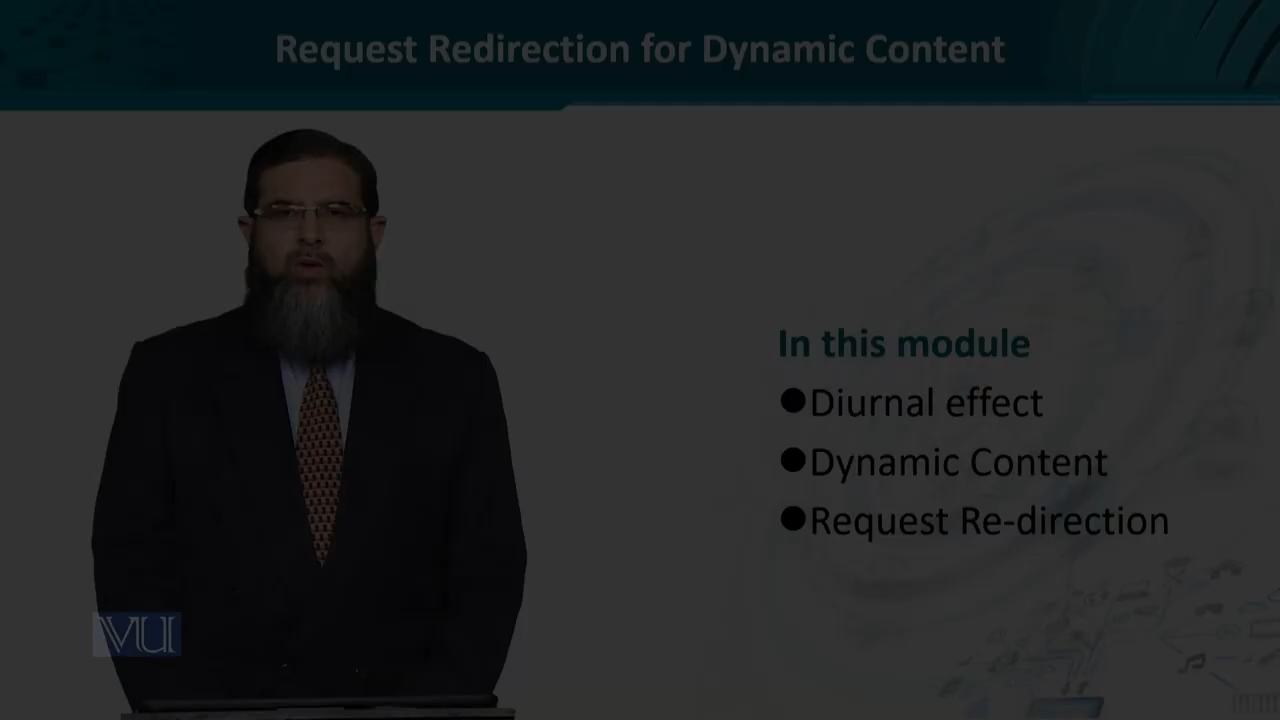 Request Redirection for Dynamic Content
In this module
●Diurnal effect
●Dynamic Content
●Request Re-direction
VU